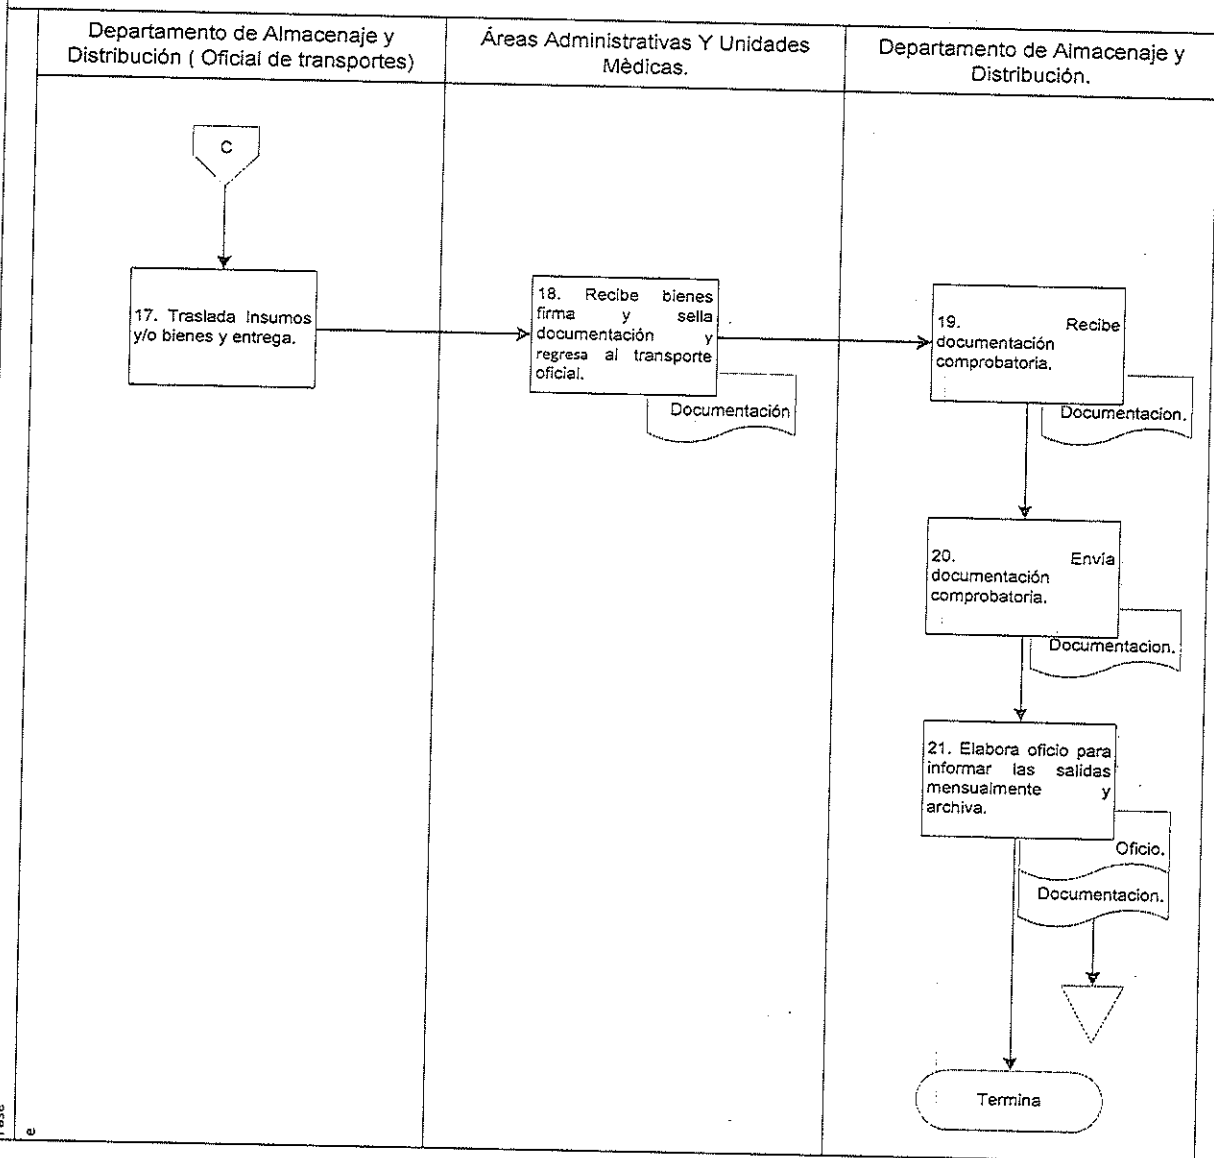 Departamento de Almacenaje y
Distribución ( Oficial de transportes)
Áreas Administrativas Y Unidades
Mèdicas.
Departamento de Almacenaje y
Distribución.
C
17. Traslada Insumos
y/o bienes y entrega.
18. Recibe bienes
firma y sella
documentación y
regresa al transporte
oficial.
Documentación
19. Recibe
documentación
comprobatoria.
Documentacion.
20. Envía
documentación
comprobatoria.
Documentacion.
21. Elabora oficio para
informar las salidas
mensualmente y
archiva.
Oficio.
Documentacion.
Termina
e